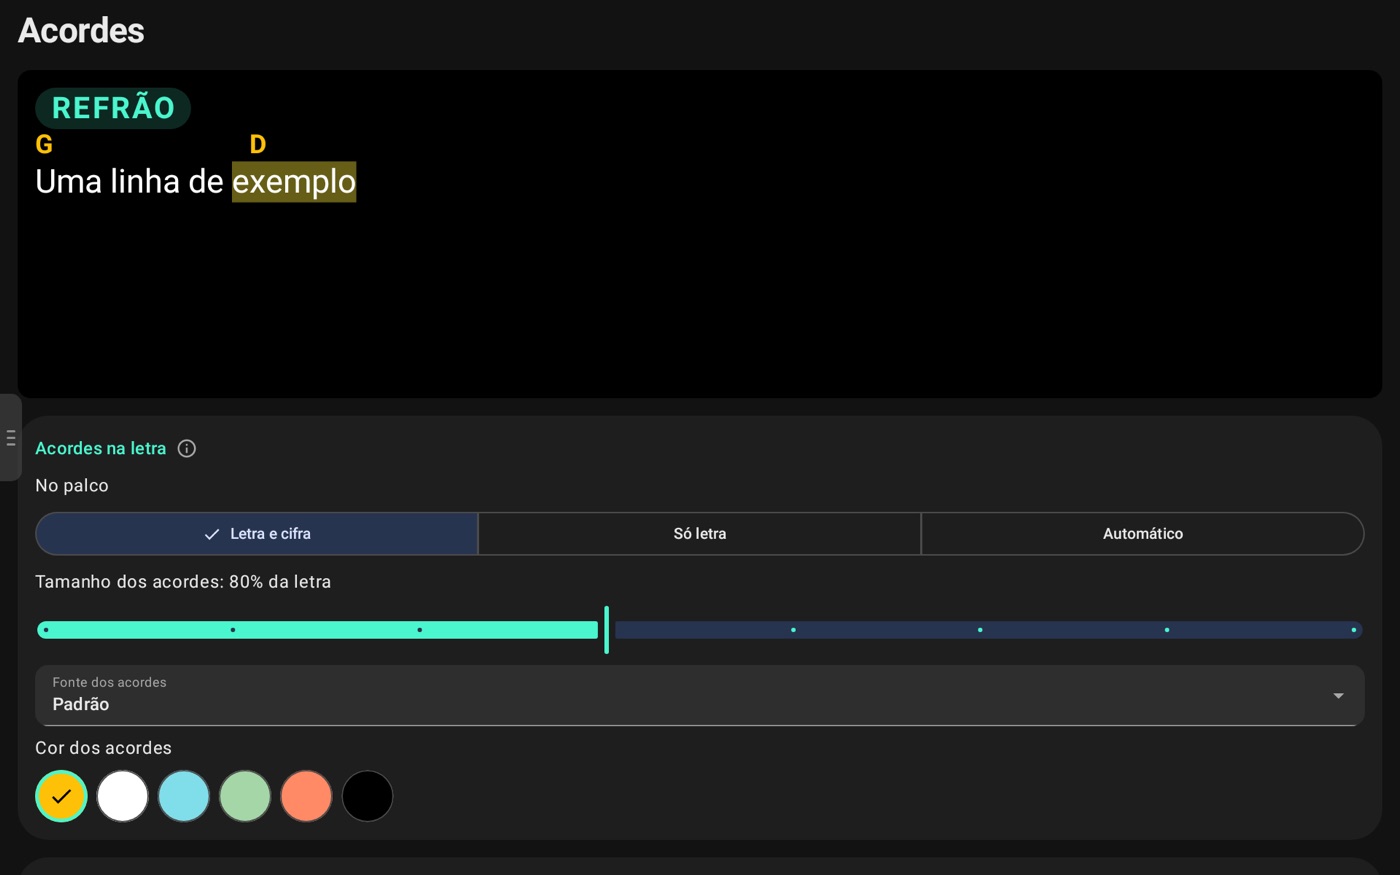 Acordes
REFRÃO
G D
Uma linha de exemplo
Acordes na letra
No palco
Letra e cifra Só letra Automático
Tamanho dos acordes: 80% da letra
Fonte dos acordes
Padrão
Cor dos acordes